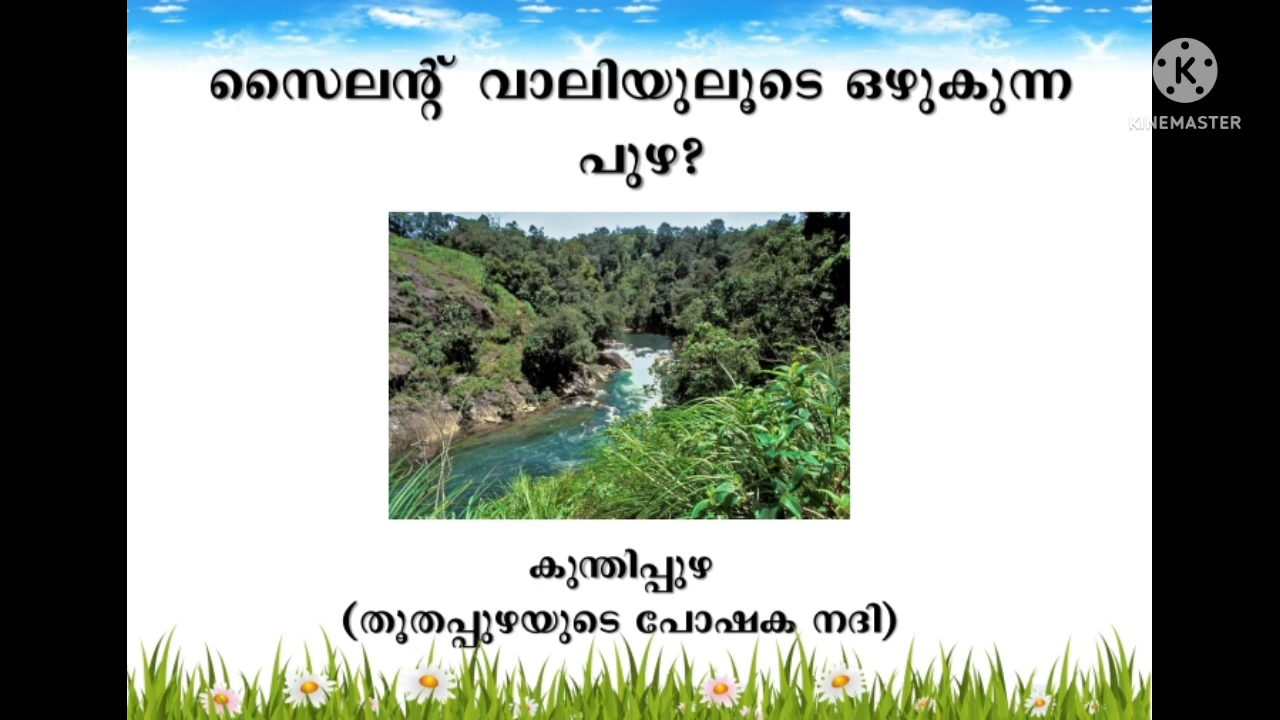 സൈലന്റ് വാലിയുലൂടെ ഒഴുകുന്ന
പുഴ?
K
KINEMASTER
കുന്തിപ്പുഴ
(തൂതപ്പുഴയുടെ പോഷക നദി)